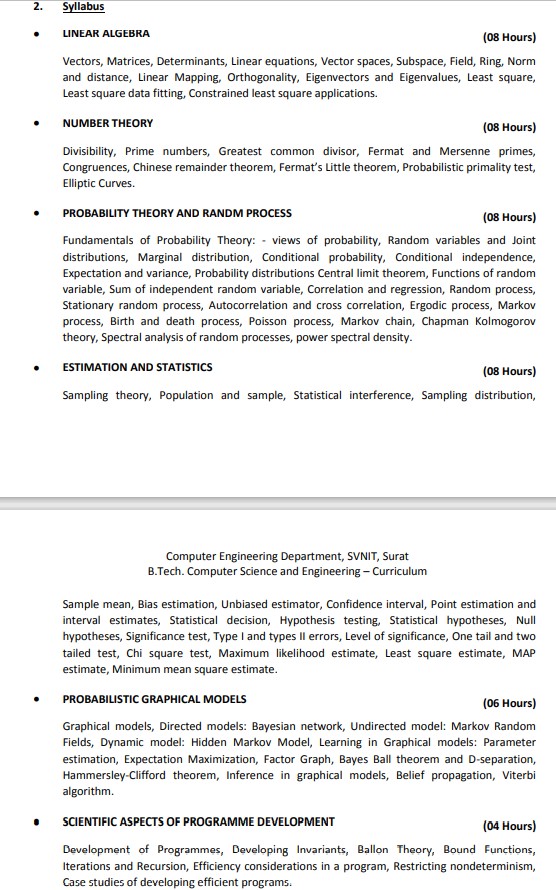 2. Syllabus
• LINEAR ALGEBRA (08 Hours)
Vectors, Matrices, Determinants, Linear equations, Vector spaces, Subspace, Field, Ring, Norm
and distance, Linear Mapping, Orthogonality, Eigenvectors and Eigenvalues, Least square,
Least square data fitting, Constrained least square applications.
• NUMBER THEORY (08 Hours)
Divisibility, Prime numbers, Greatest common divisor, Fermat and Mersenne primes,
Congruences, Chinese remainder theorem, Fermat's Little theorem, Probabilistic primality test,
Elliptic Curves.
• PROBABILITY THEORY AND RANDM PROCESS (08 Hours)
Fundamentals of Probability Theory: - views of probability, Random variables and Joint
distributions, Marginal distribution, Conditional probability, Conditional independence,
Expectation and variance, Probability distributions Central limit theorem, Functions of random
variable, Sum of independent random variable, Correlation and regression, Random process,
Stationary random process, Autocorrelation and cross correlation, Ergodic process, Markov
process, Birth and death process, Poisson process, Markov chain, Chapman Kolmogorov
theory, Spectral analysis of random processes, power spectral density.
• ESTIMATION AND STATISTICS (08 Hours)
Sampling theory, Population and sample, Statistical interference, Sampling distribution,
Computer Engineering Department, SVNIT, Surat
B.Tech. Computer Science and Engineering – Curriculum
Sample mean, Bias estimation, Unbiased estimator, Confidence interval, Point estimation and
interval estimates, Statistical decision, Hypothesis testing, Statistical hypotheses, Null
hypotheses, Significance test, Type I and types II errors, Level of significance, One tail and two
tailed test, Chi square test, Maximum likelihood estimate, Least square estimate, MAP
estimate, Minimum mean square estimate.
• PROBABILISTIC GRAPHICAL MODELS (06 Hours)
Graphical models, Directed models: Bayesian network, Undirected model: Markov Random
Fields, Dynamic model: Hidden Markov Model, Learning in Graphical models: Parameter
estimation, Expectation Maximization, Factor Graph, Bayes Ball theorem and D-separation,
Hammersley-Clifford theorem, Inference in graphical models, Belief propagation, Viterbi
algorithm.
• SCIENTIFIC ASPECTS OF PROGRAMME DEVELOPMENT (04 Hours)
Development of Programmes, Developing Invariants, Ballon Theory, Bound Functions,
Iterations and Recursion, Efficiency considerations in a program, Restricting nondeterminism,
Case studies of developing efficient programs.